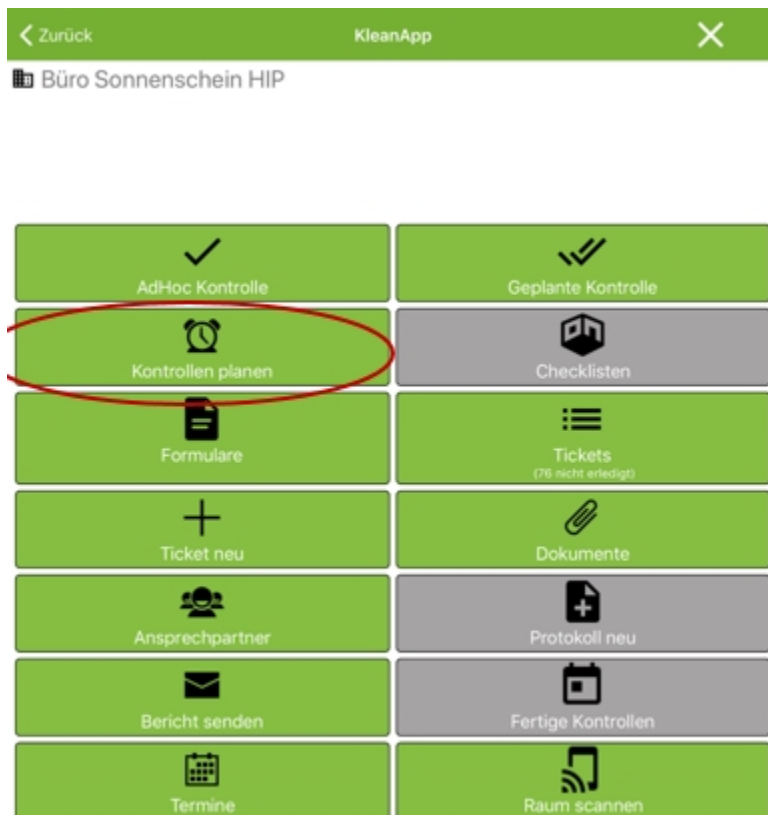 Zurück
KleanApp
Büro Sonnenschein HIP
AdHoc Kontrolle
Geplante Kontrolle
Kontrollen planen
Checklisten
Formulare
Tickets
(76 nicht erledigt)
Ticket neu
Dokumente
Ansprechpartner
Protokoll neu
Bericht senden
Fertige Kontrollen
Termine
Raum scannen